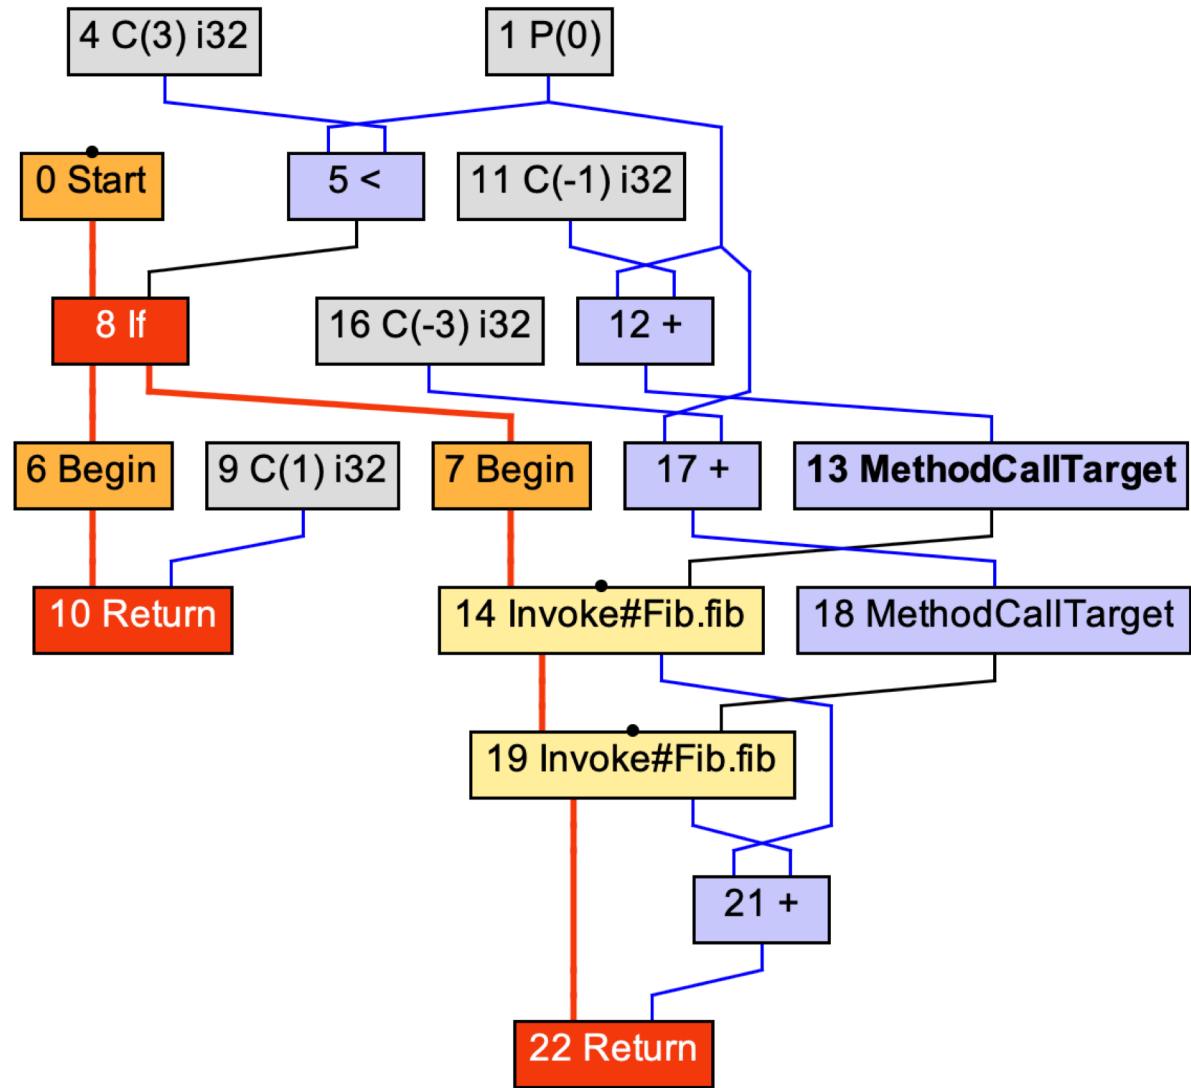 4 C(3) i32
1 P(0)
0 Start
5 <
11 C(-1) i32
8 If
16 C(-3) i32
12 +
6 Begin
9 C(1) i32
7 Begin
17 +
13 MethodCallTarget
10 Return
14 Invoke#Fib.fib
18 MethodCallTarget
19 Invoke#Fib.fib
21 +
22 Return